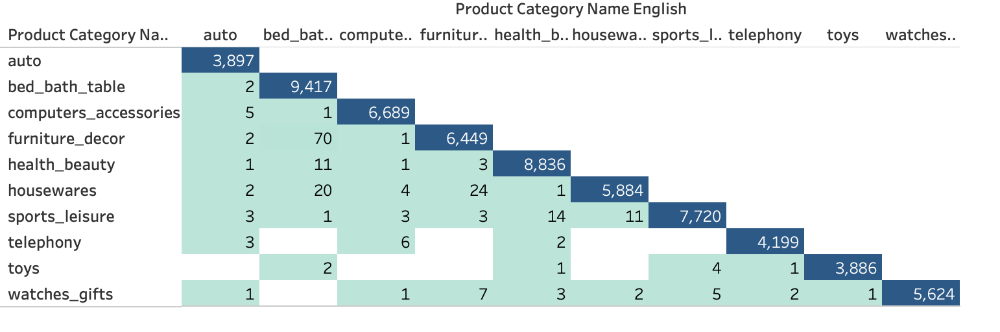 Product Category Name English
Product Category Na.. auto bed_bat.. compute.. furnitur.. health_b.. housewa.. sports_l.. telephony toys watches..
auto 3,897
bed_bath_table 2 9,417
computers_accessories 5 1 6,689
furniture_decor 2 70 1 6,449
health_beauty 1 11 1 3 8,836
housewares 2 20 4 24 1 5,884
sports_leisure 3 1 3 3 14 11 7,720
telephony 3 6 2 4,199
toys 2 1 4 1 3,886
watches_gifts 1 1 7 3 2 5 2 1 5,624